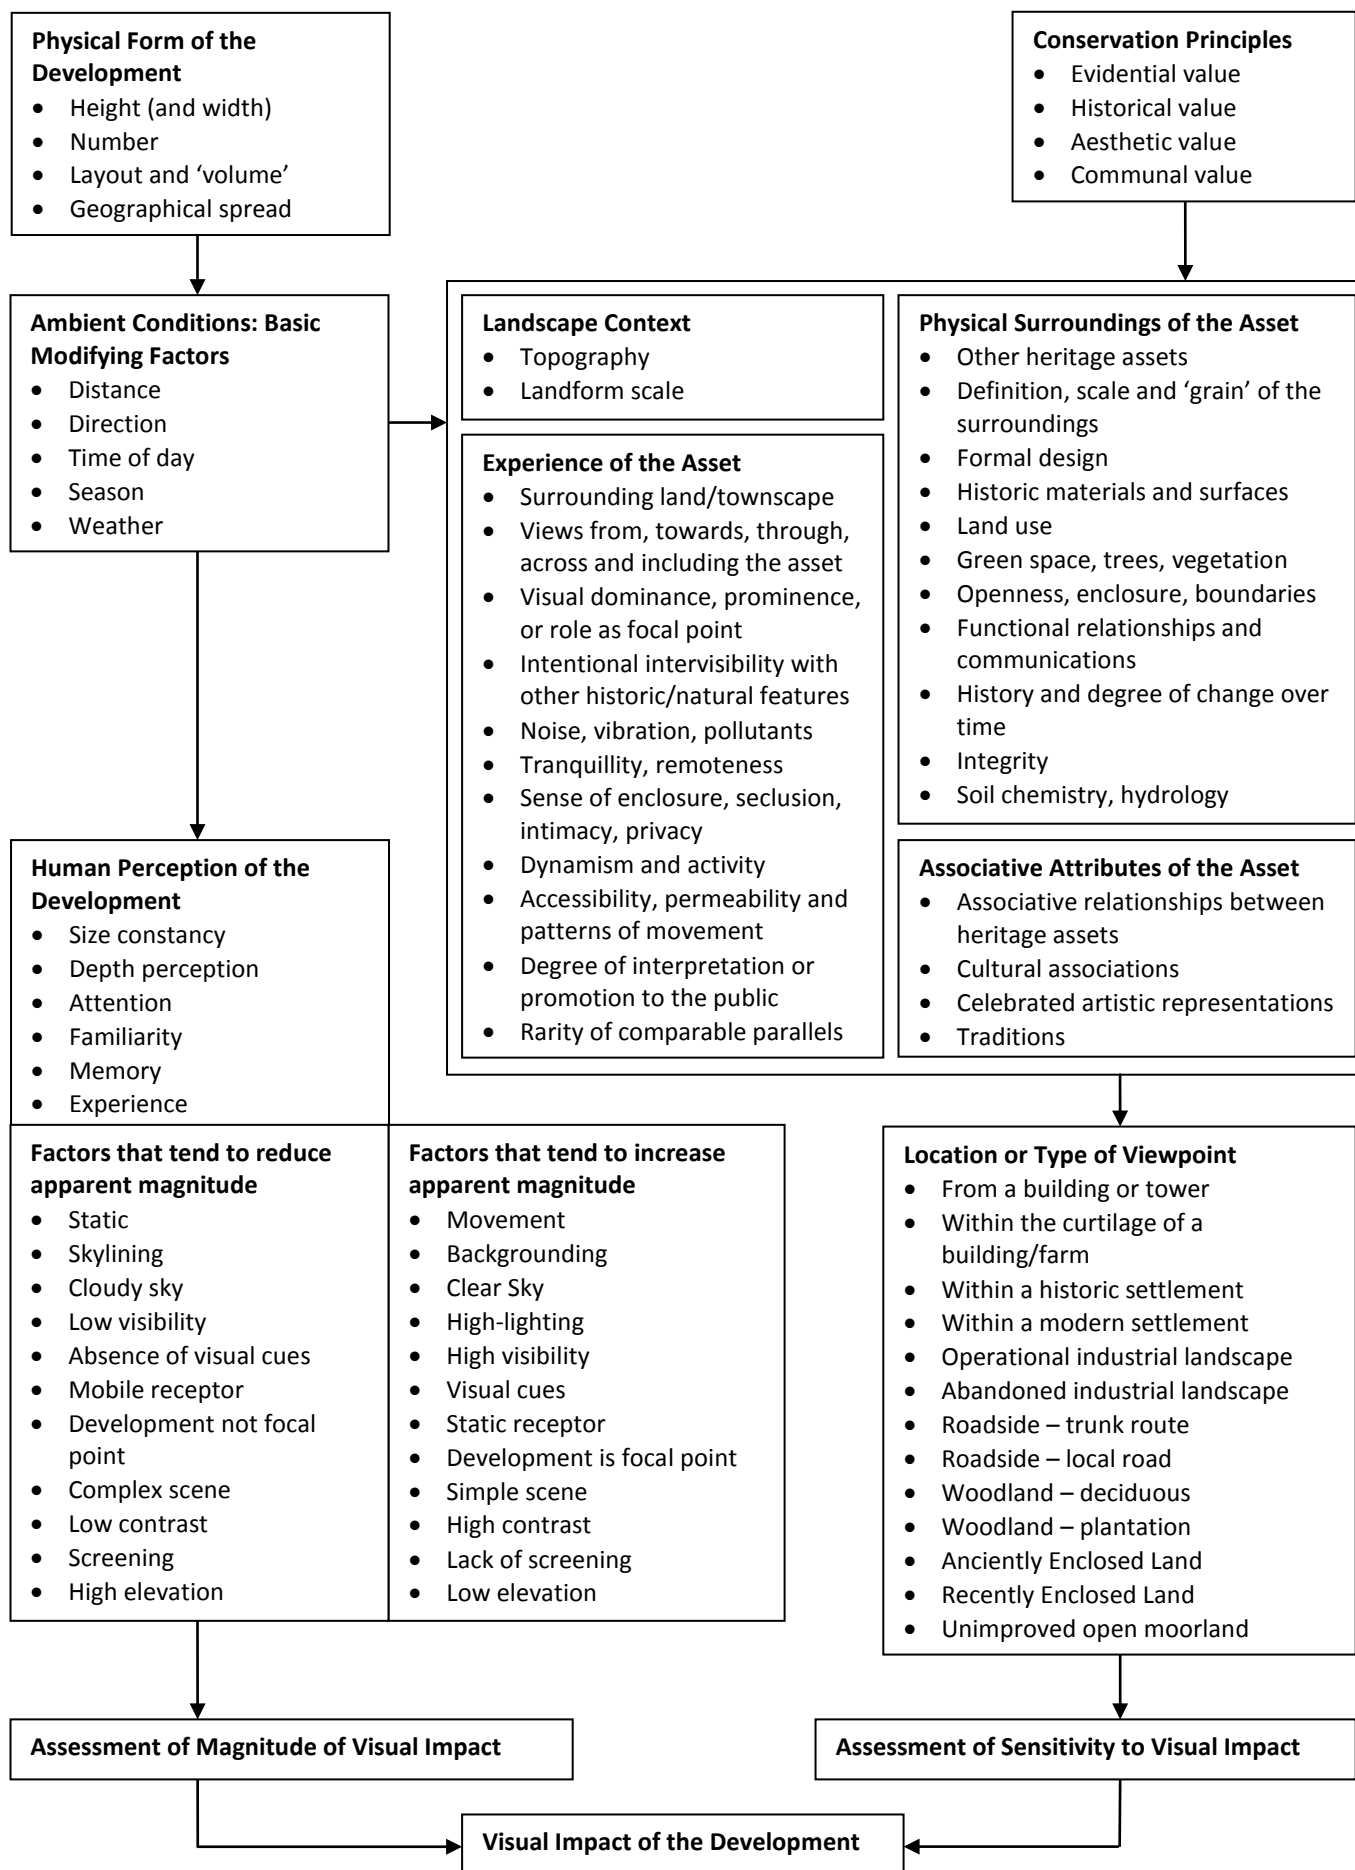 Physical Form of the
Development
• Height (and width)
• Number
• Layout and ‘volume’
• Geographical spread
Conservation Principles
• Evidential value
• Historical value
• Aesthetic value
• Communal value
Ambient Conditions: Basic
Modifying Factors
• Distance
• Direction
• Time of day
• Season
• Weather
Landscape Context
• Topography
• Landform scale
Experience of the Asset
• Surrounding land/townscape
• Views from, towards, through,
across and including the asset
• Visual dominance, prominence,
or role as focal point
• Intentional intervisibility with
other historic/natural features
• Noise, vibration, pollutants
• Tranquillity, remoteness
• Sense of enclosure, seclusion,
intimacy, privacy
• Dynamism and activity
• Accessibility, permeability and
patterns of movement
• Degree of interpretation or
promotion to the public
• Rarity of comparable parallels
Physical Surroundings of the Asset
• Other heritage assets
• Definition, scale and ‘grain’ of the
surroundings
• Formal design
• Historic materials and surfaces
• Land use
• Green space, trees, vegetation
• Openness, enclosure, boundaries
• Functional relationships and
communications
• History and degree of change over
time
• Integrity
• Soil chemistry, hydrology
Associative Attributes of the Asset
• Associative relationships between
heritage assets
• Cultural associations
• Celebrated artistic representations
• Traditions
Human Perception of the
Development
• Size constancy
• Depth perception
• Attention
• Familiarity
• Memory
• Experience
Factors that tend to reduce
apparent magnitude
• Static
• Skylining
• Cloudy sky
• Low visibility
• Absence of visual cues
• Mobile receptor
• Development not focal
point
• Complex scene
• Low contrast
• Screening
• High elevation
Factors that tend to increase
apparent magnitude
• Movement
• Backgrounding
• Clear Sky
• High-lighting
• High visibility
• Visual cues
• Static receptor
• Development is focal point
• Simple scene
• High contrast
• Lack of screening
• Low elevation
Location or Type of Viewpoint
• From a building or tower
• Within the curtilage of a
building/farm
• Within a historic settlement
• Within a modern settlement
• Operational industrial landscape
• Abandoned industrial landscape
• Roadside – trunk route
• Roadside – local road
• Woodland – deciduous
• Woodland – plantation
• Anciently Enclosed Land
• Recently Enclosed Land
• Unimproved open moorland
Assessment of Magnitude of Visual Impact
Assessment of Sensitivity to Visual Impact
Visual Impact of the Development